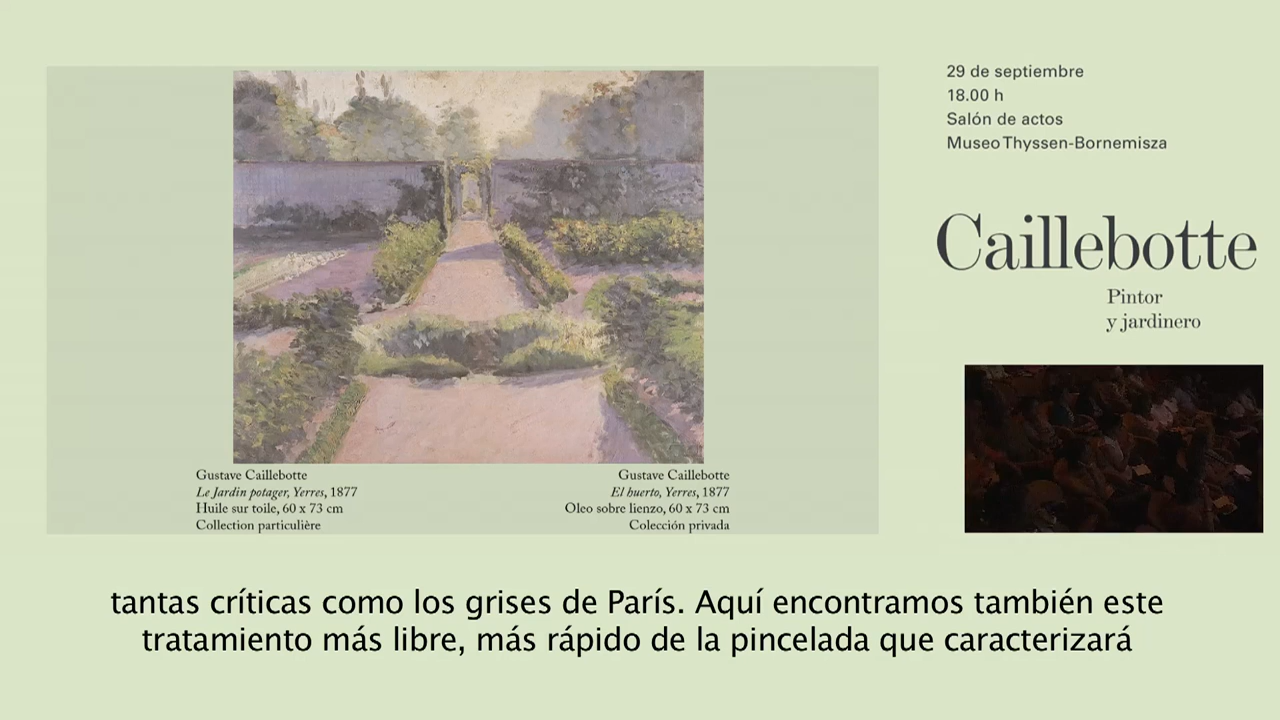 29 de septiembre
18.00 h
Salón de actos
Museo Thyssen-Bornemisza
Caillebotte
Pintor
y jardinero
Gustave Caillebotte
Le Jardin potager, Yerres, 1877
Huile sur toile, 60 x 73 cm
Collection particulière
Gustave Caillebotte
El huerto, Yerres, 1877
Oleo sobre lienzo, 60 x 73 cm
Colección privada
tantas críticas como los grises de París. Aquí encontramos también este
tratamiento más libre, más rápido de la pincelada que caracterizará